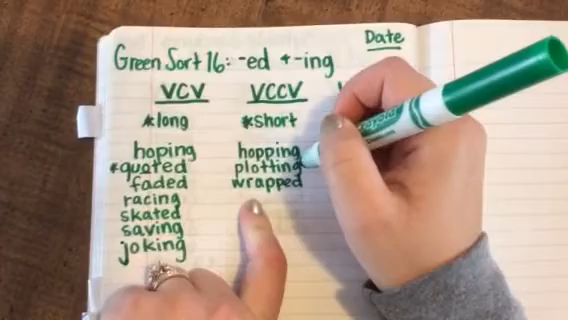 Date
Green Sort 16: -ed + -ing
VCV VCCV
*long *short
hoping hopping
*quoted plotting
faded wrapped
racing
skated
saving
joking